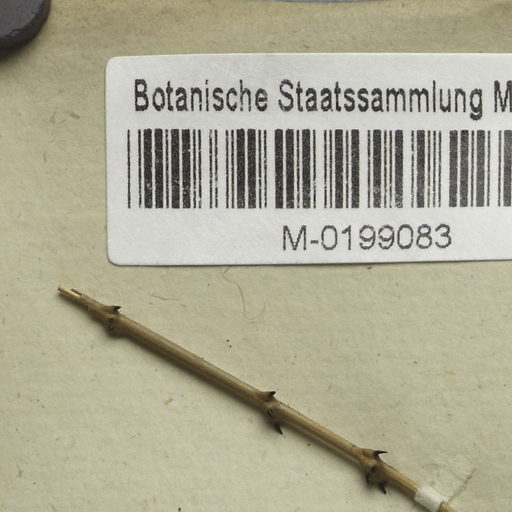 Botanische Staatssammlung M
M-0199083